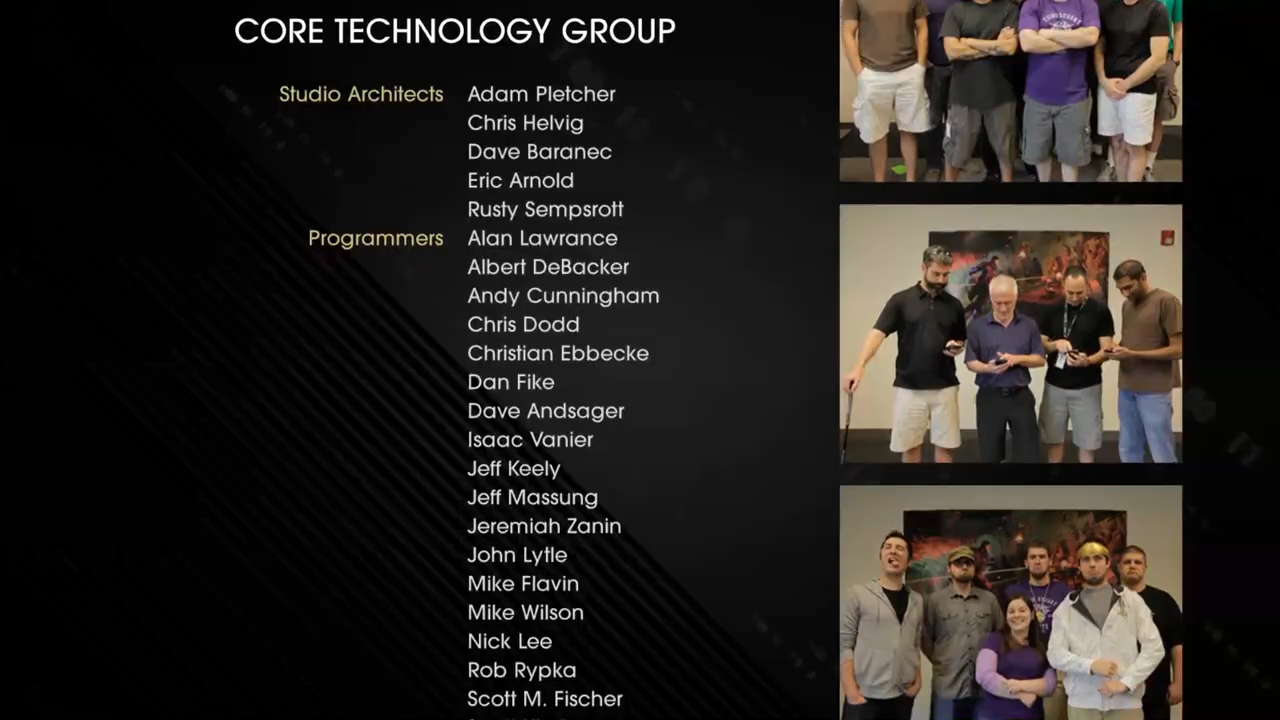 CORE TECHNOLOGY GROUP
Studio Architects Adam Pletcher
Chris Helvig
Dave Baranec
Eric Arnold
Rusty Sempsrott
Programmers Alan Lawrance
Albert DeBacker
Andy Cunningham
Chris Dodd
Christian Ebbecke
Dan Fike
Dave Andsager
Isaac Vanier
Jeff Keely
Jeff Massung
Jeremiah Zanin
John Lytle
Mike Flavin
Mike Wilson
Nick Lee
Rob Rypka
Scott M. Fischer